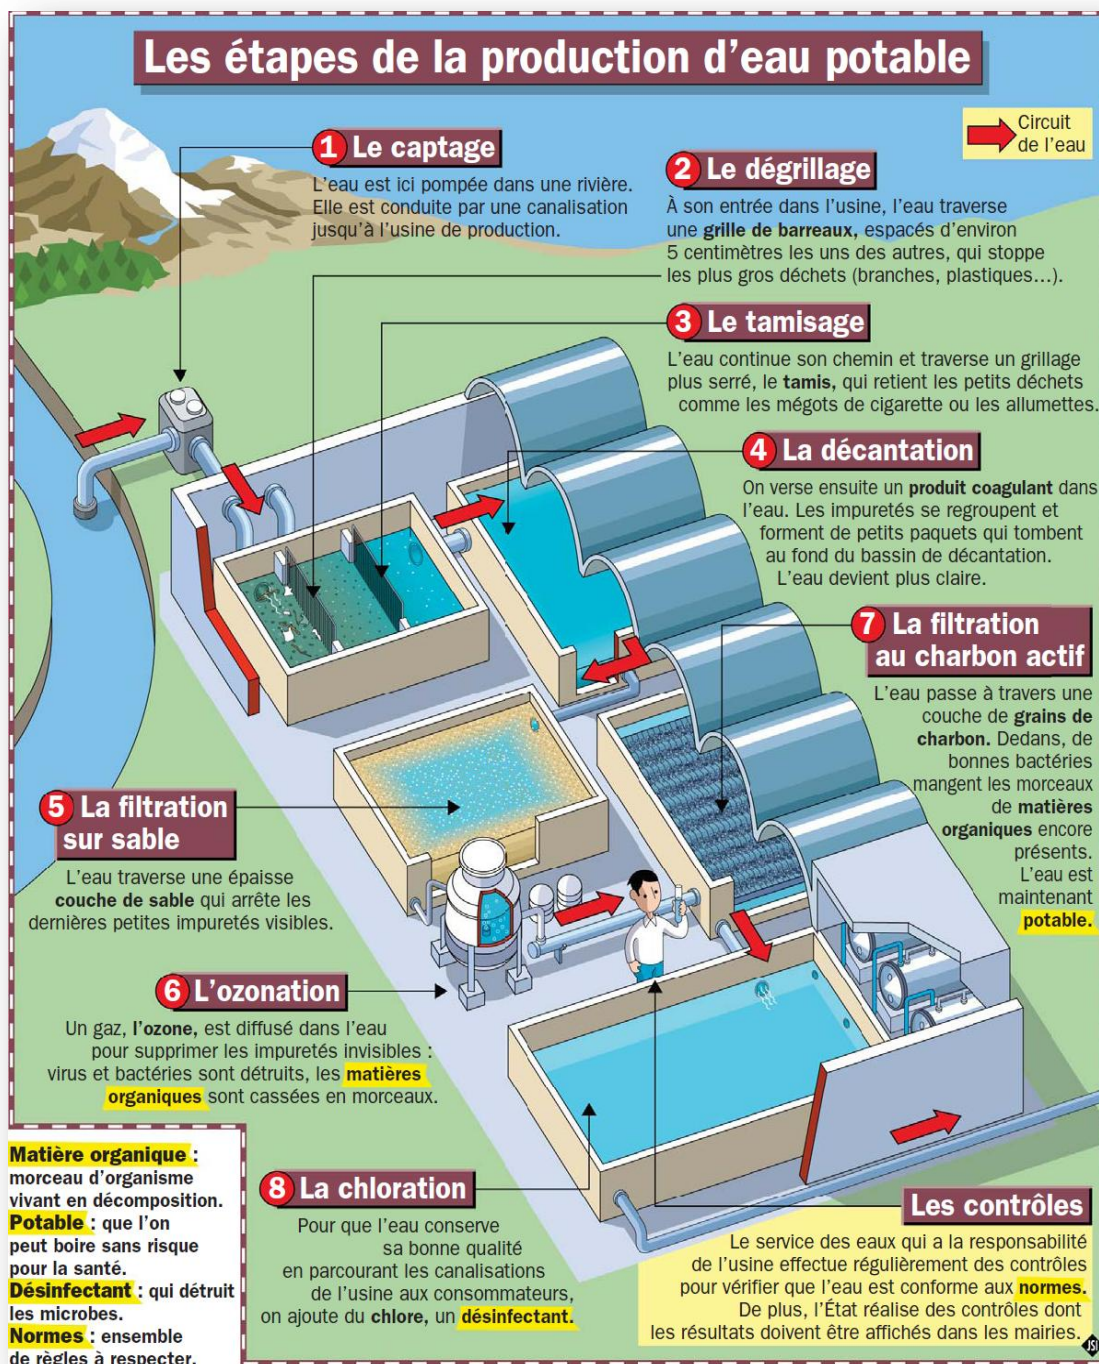 Les étapes de la production d'eau potable
Circuit
de l'eau
1 Le captage
L'eau est ici pompée dans une rivière.
Elle est conduite par une canalisation
jusqu'à l'usine de production.
2 Le dégrillage
À son entrée dans l'usine, l'eau traverse
une grille de barreaux, espacés d'environ
5 centimètres les uns des autres, qui stoppe
les plus gros déchets (branches, plastiques...).
3 Le tamisage
L'eau continue son chemin et traverse un grillage
plus serré, le tamis, qui retient les petits déchets
comme les mégots de cigarette ou les allumettes.
4 La décantation
On verse ensuite un produit coagulant dans
l'eau. Les impuretés se regroupent et
forment de petits paquets qui tombent
au fond du bassin de décantation.
L'eau devient plus claire.
5 La filtration
sur sable
L'eau traverse une épaisse
couche de sable qui arrête les
dernières petites impuretés visibles.
6 L'ozonation
Un gaz, l'ozone, est diffusé dans l'eau
pour supprimer les impuretés invisibles :
virus et bactéries sont détruits, les matières
organiques sont cassées en morceaux.
7 La filtration
au charbon actif
L'eau passe à travers une
couche de grains de
charbon. Dedans, de
bonnes bactéries
mangent les morceaux
de matières
organiques encore
présents.
L'eau est
maintenant
potable.
8 La chloration
Pour que l'eau conserve
sa bonne qualité
en parcourant les canalisations
de l'usine aux consommateurs,
on ajoute du chlore, un désinfectant.
Les contrôles
Le service des eaux qui a la responsabilité
de l'usine effectue régulièrement des contrôles
pour vérifier que l'eau est conforme aux normes.
De plus, l'État réalise des contrôles dont
les résultats doivent être affichés dans les mairies.
JSI
Matière organique :
morceau d'organisme
vivant en décomposition.
Potable : que l'on
peut boire sans risque
pour la santé.
Désinfectant : qui détruit
les microbes.
Normes : ensemble
de règles à respecter.